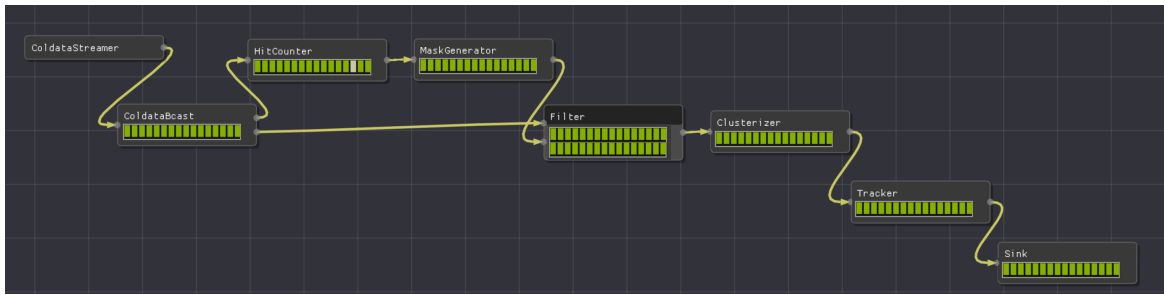 ColdataStreamer
HitCounter
MaskGenerator
ColdataBcast
Filter
Clusterizer
Tracker
Sink